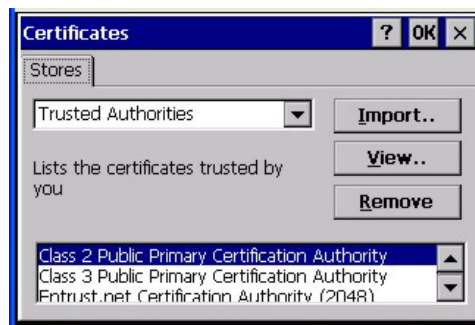 Certificates ? OK ×
Stores
Trusted Authorities
Import..
Lists the certificates trusted by
you
View..
Remove
Class 2 Public Primary Certification Authority
Class 3 Public Primary Certification Authority
Entrust.net Certification Authority (2048)